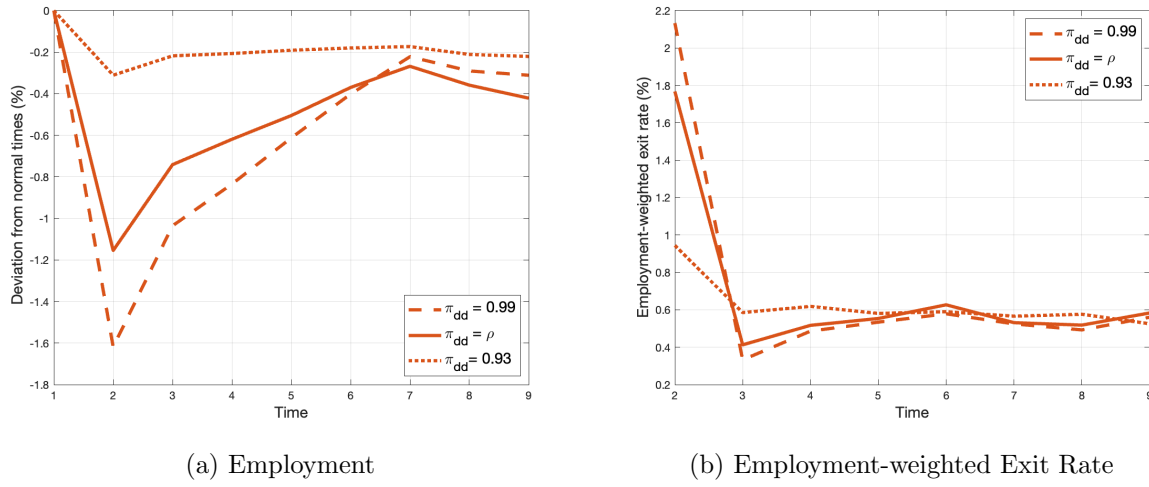 0
-0.2
-0.4
-0.6
-0.8
-1
-1.2
-1.4
-1.6
-1.8
Deviation from normal times (%)
1 2 3 4 5 6 7 8 9
Time
π_dd = 0.99
π_dd = ρ
π_dd= 0.93
(a) Employment
2.2
2
1.8
1.6
1.4
1.2
1
0.8
0.6
0.4
0.2
Employment-weighted exit rate (%)
2 3 4 5 6 7 8 9
Time
π_dd = 0.99
π_dd = ρ
π_dd = 0.93
(b) Employment-weighted Exit Rate